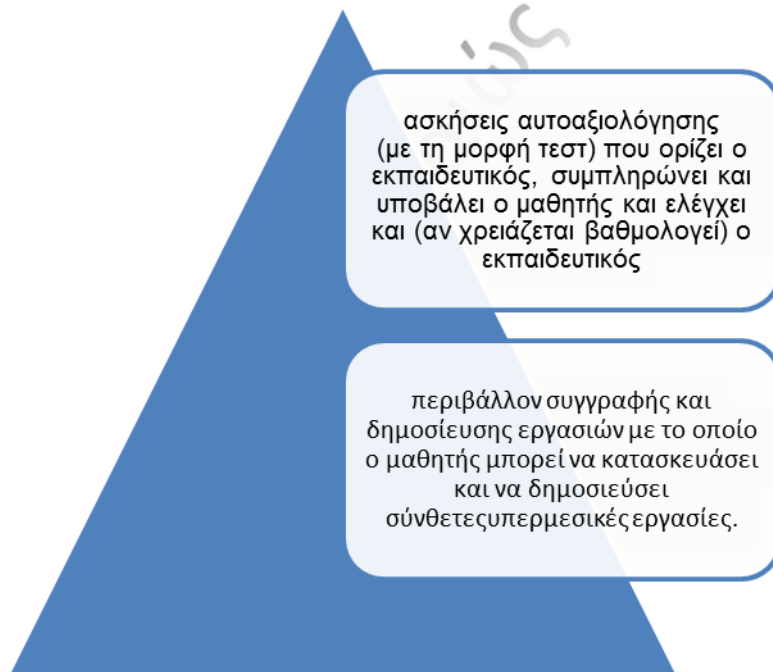 ασκήσεις αυτοαξιολόγησης
(με τη μορφή τεστ) που ορίζει ο
εκπαιδευτικός, συμπληρώνει και
υποβάλει ο μαθητής και ελέγχει
και (αν χρειάζεται βαθμολογεί) ο
εκπαιδευτικός
περιβάλλον συγγραφής και
δημοσίευσης εργασιών με το οποίο
ο μαθητής μπορεί να κατασκευάσει
και να δημοσιεύσει
σύνθετεςυπερμεσικές εργασίες.